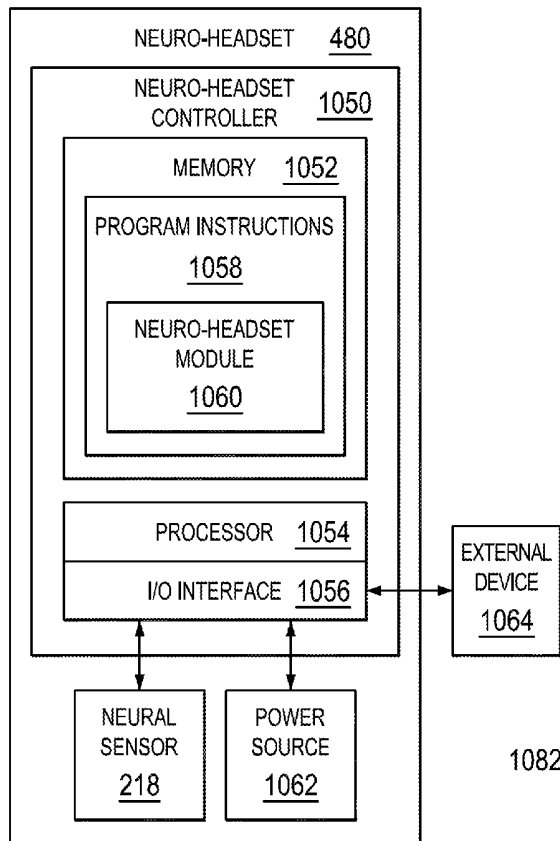 NEURO-HEADSET 480
NEURO-HEADSET
CONTROLLER 1050
MEMORY 1052
PROGRAM INSTRUCTIONS
1058
NEURO-HEADSET
MODULE
1060
PROCESSOR 1054
I/O INTERFACE 1056
EXTERNAL
DEVICE
1064
NEURAL
SENSOR
218
POWER
SOURCE
1062
1082